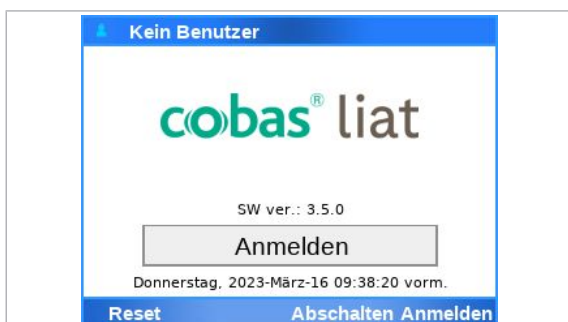 Kein Benutzer
cobas® liat
SW ver.: 3.5.0
Anmelden
Donnerstag, 2023-März-16 09:38:20 vorm.
Reset Abschalten Anmelden